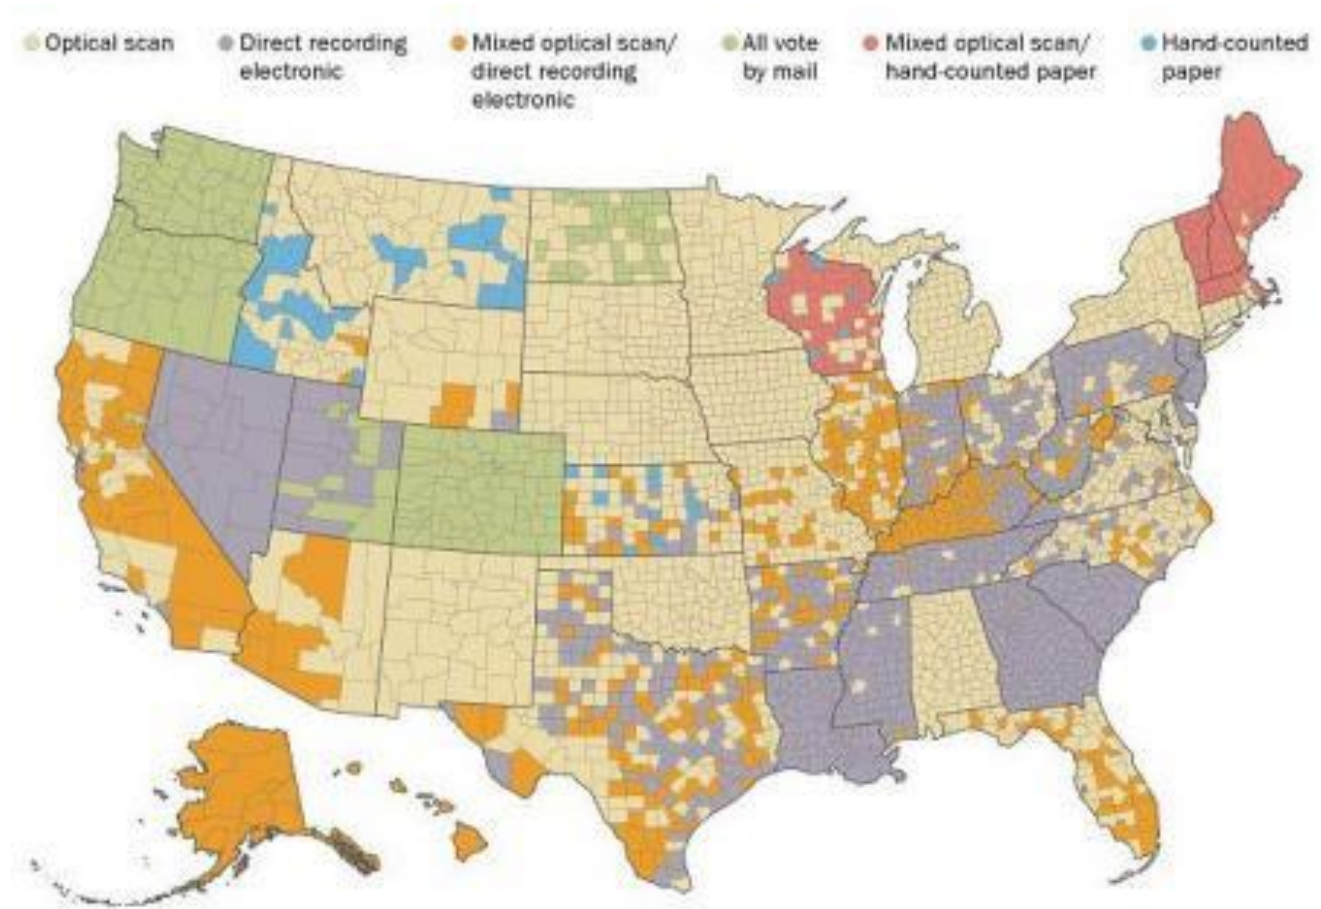 Optical scan
Direct recording
electronic
Mixed optical scan/
direct recording
electronic
All vote
by mail
Mixed optical scan/
hand-counted paper
Hand-counted
paper